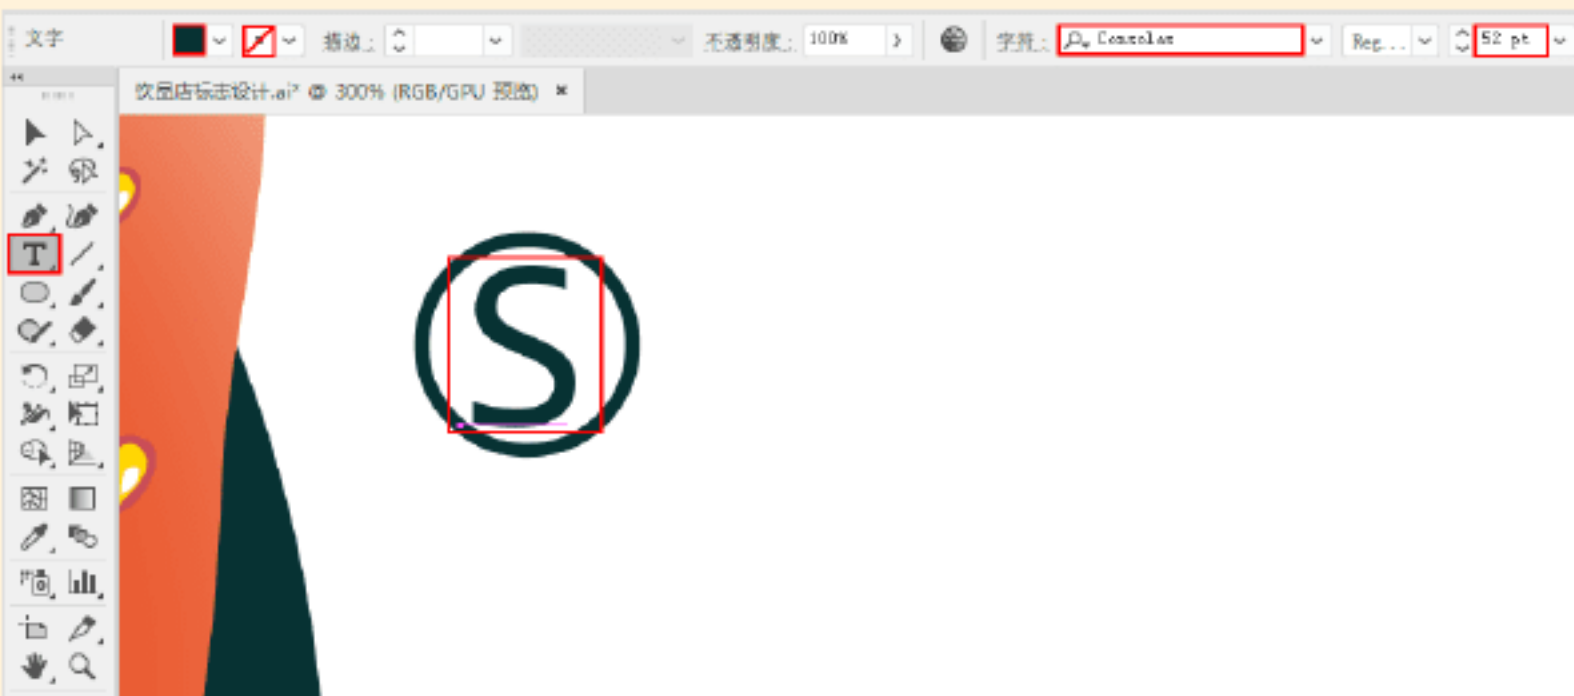 文字 描边： 不透明度： 100% 字符： Consolas Reg... 52 pt
饮品店标志设计.ai* @ 300% (RGB/GPU 预览) ×
T
S